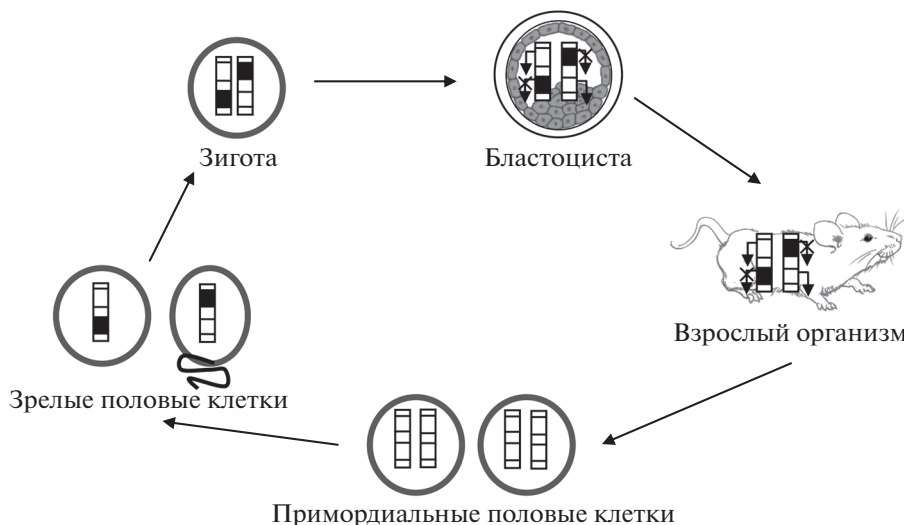 Зигота
Бластоциста
Взрослый организм
Зрелые половые клетки
Примордиальные половые клетки